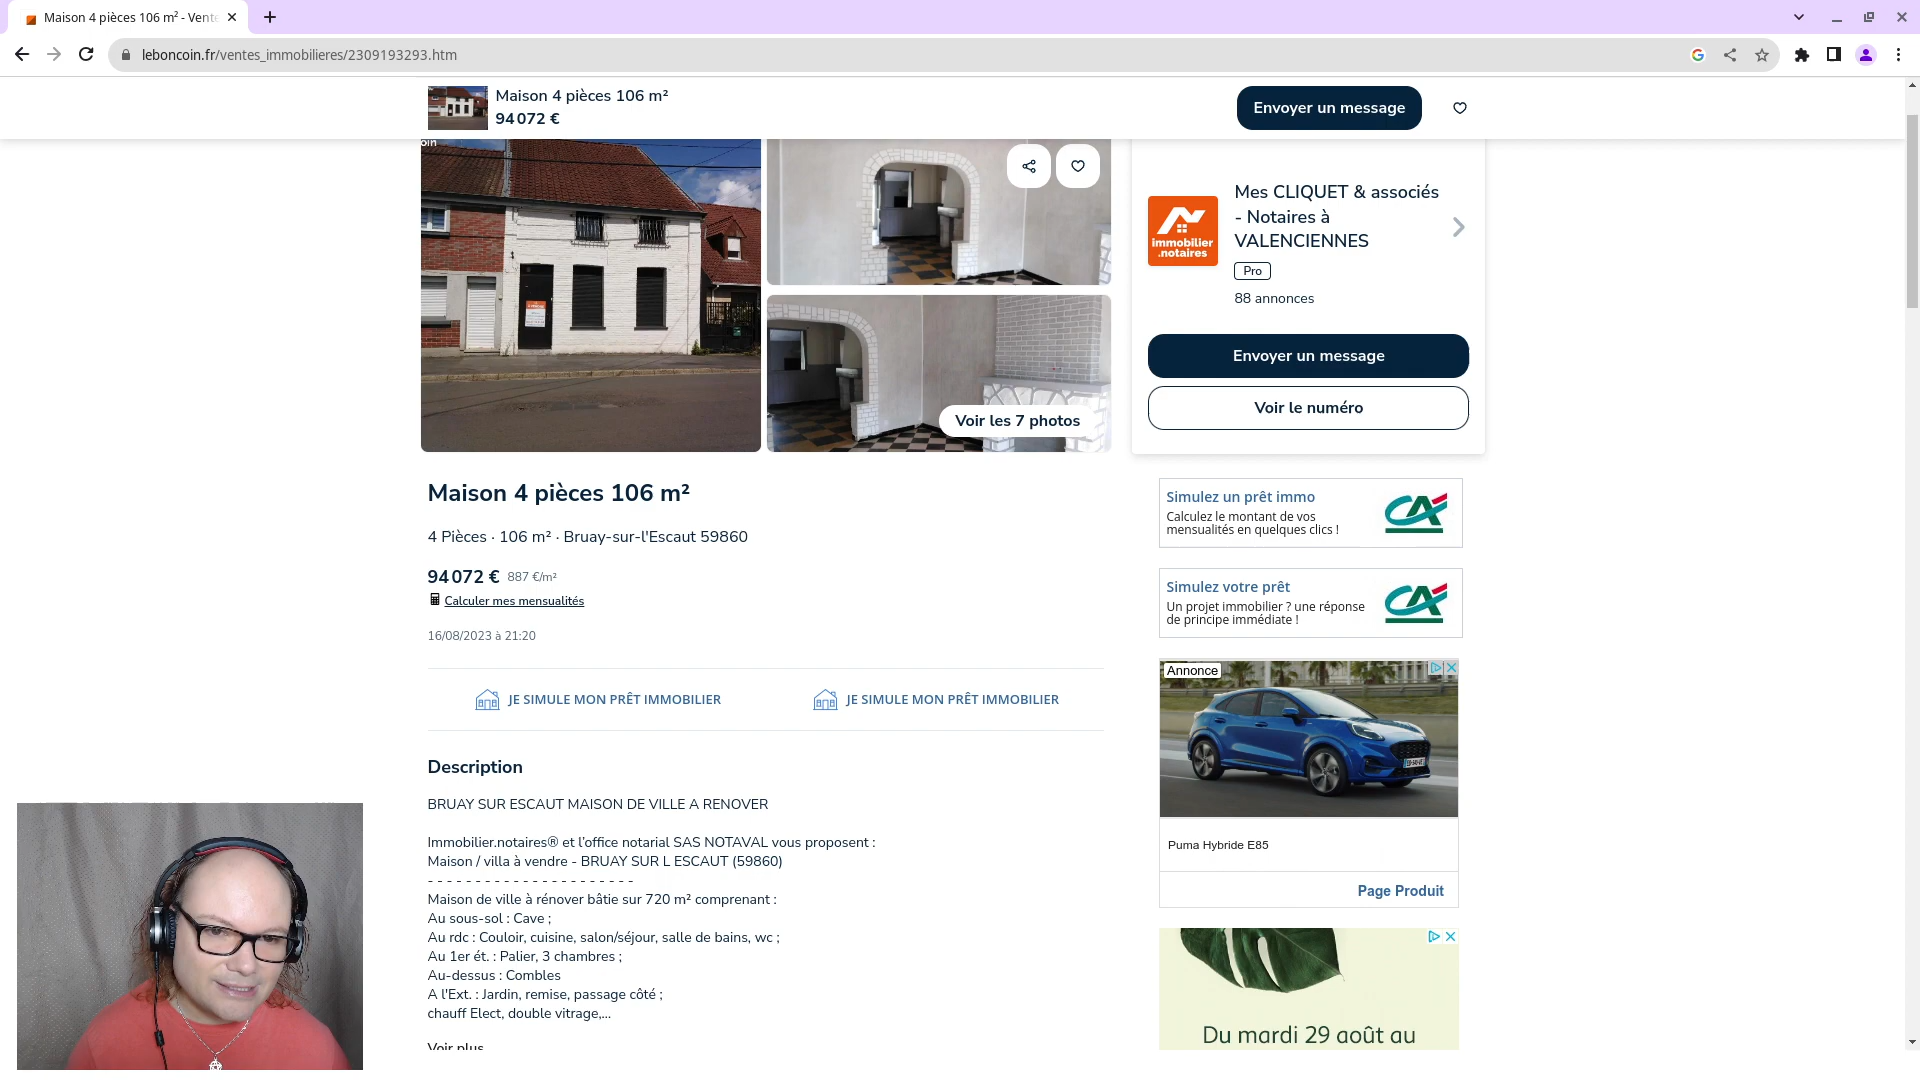 Maison 4 pièces 106 m² - Vente
leboncoin.fr/ventes_immobilieres/2309193293.htm
Maison 4 pièces 106 m²
94 072 €
Envoyer un message
oin
Voir les 7 photos
immobilier
.notaires
Mes CLIQUET & associés
- Notaires à
VALENCIENNES
Pro
88 annonces
Envoyer un message
Voir le numéro
Maison 4 pièces 106 m²
4 Pièces · 106 m² · Bruay-sur-l'Escaut 59860
94 072 € 887 €/m²
Calculer mes mensualités
16/08/2023 à 21:20
JE SIMULE MON PRÊT IMMOBILIER
JE SIMULE MON PRÊT IMMOBILIER
Description
BRUAY SUR ESCAUT MAISON DE VILLE A RENOVER
Immobilier.notaires® et l’office notarial SAS NOTAVAL vous proposent :
Maison / villa à vendre - BRUAY SUR L ESCAUT (59860)
- - - - - - - - - - - - - - - - - - - - - -
Maison de ville à rénover bâtie sur 720 m² comprenant :
Au sous-sol : Cave ;
Au rdc : Couloir, cuisine, salon/séjour, salle de bains, wc ;
Au 1er ét. : Palier, 3 chambres ;
Au-dessus : Combles
A l'Ext. : Jardin, remise, passage côté ;
chauff Elect, double vitrage,...
Voir plus
Simulez un prêt immo
Calculez le montant de vos
mensualités en quelques clics !
CA
Simulez votre prêt
Un projet immobilier ? une réponse
de principe immédiate !
CA
Annonce
Puma Hybride E85
Page Produit
Du mardi 29 août au